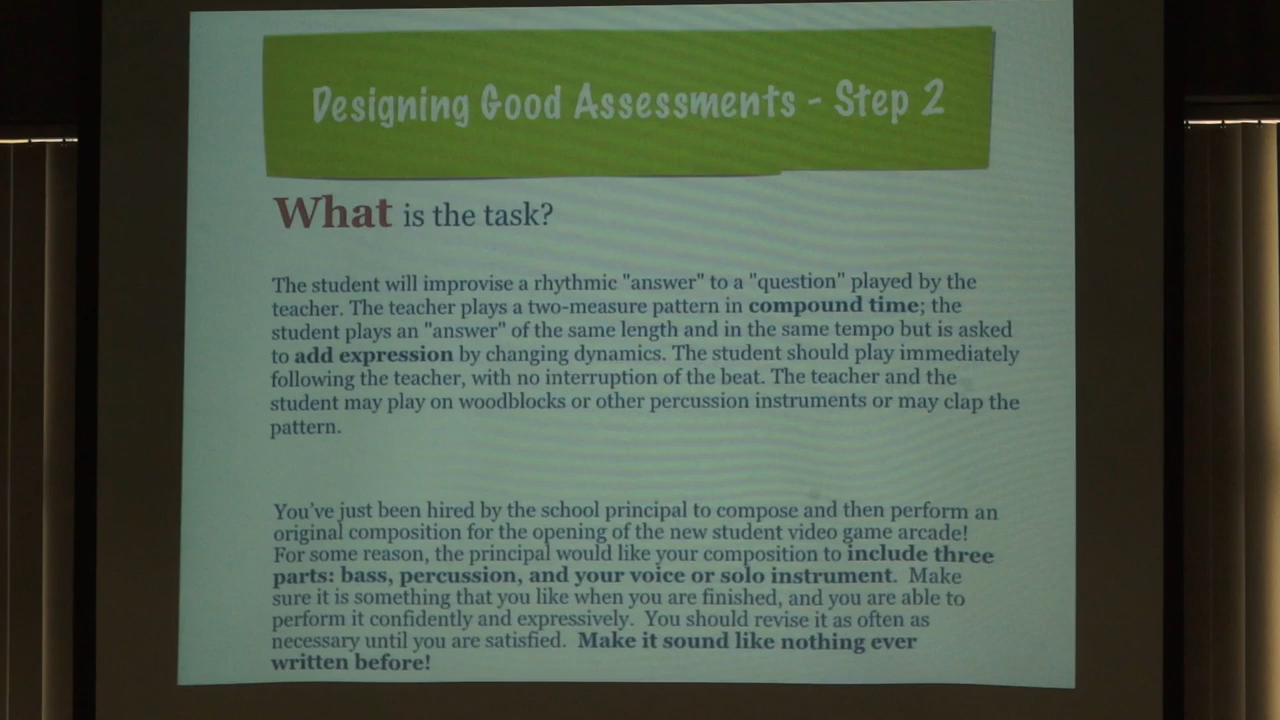 Designing Good Assessments - Step 2
What is the task?
The student will improvise a rhythmic "answer" to a "question" played by the
teacher. The teacher plays a two-measure pattern in compound time; the
student plays an "answer" of the same length and in the same tempo but is asked
to add expression by changing dynamics. The student should play immediately
following the teacher, with no interruption of the beat. The teacher and the
student may play on woodblocks or other percussion instruments or may clap the
pattern.
You've just been hired by the school principal to compose and then perform an
original composition for the opening of the new student video game arcade!
For some reason, the principal would like your composition to include three
parts: bass, percussion, and your voice or solo instrument. Make
sure it is something that you like when you are finished, and you are able to
perform it confidently and expressively. You should revise it as often as
necessary until you are satisfied. Make it sound like nothing ever
written before!